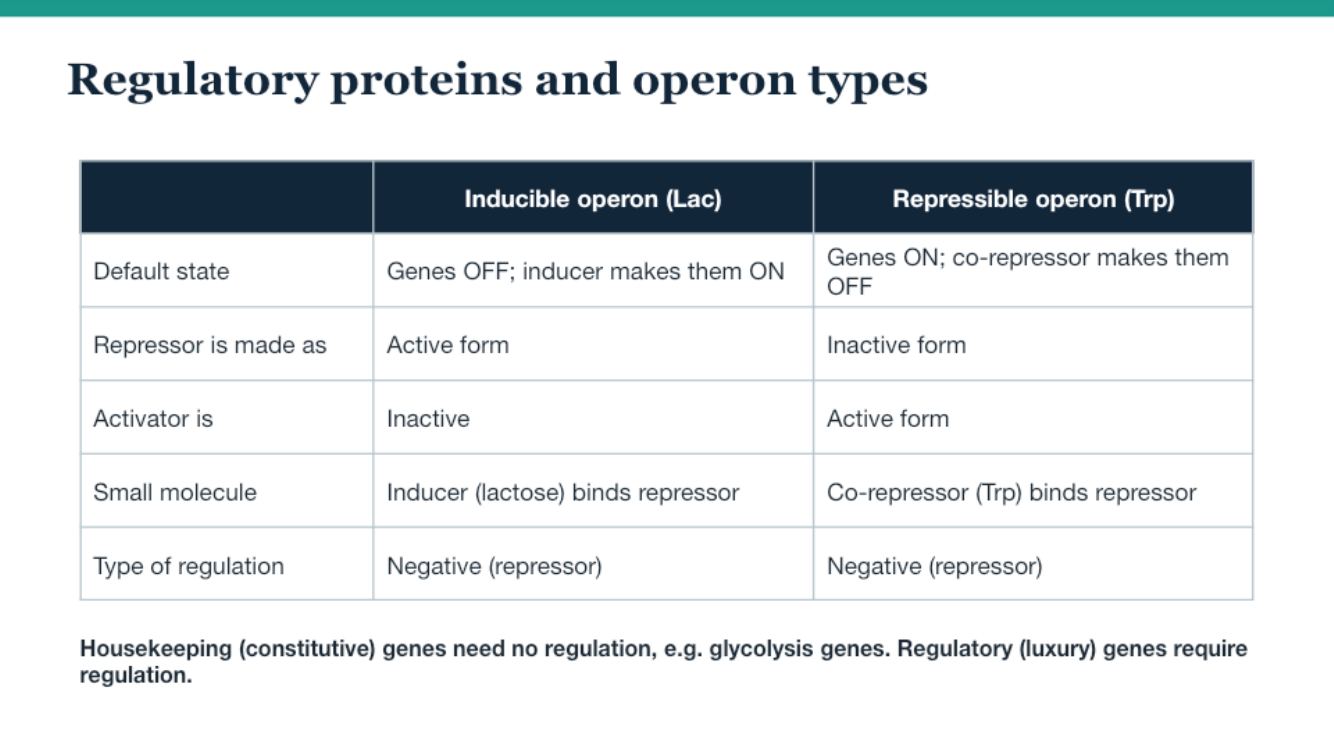 Regulatory proteins and operon types
Inducible operon (Lac)
Repressible operon (Trp)
Default state
Genes OFF; inducer makes them ON
Genes ON; co-repressor makes them
OFF
Repressor is made as
Active form
Inactive form
Activator is
Inactive
Active form
Small molecule
Inducer (lactose) binds repressor
Co-repressor (Trp) binds repressor
Type of regulation
Negative (repressor)
Negative (repressor)
Housekeeping (constitutive) genes need no regulation, e.g. glycolysis genes. Regulatory (luxury) genes require
regulation.